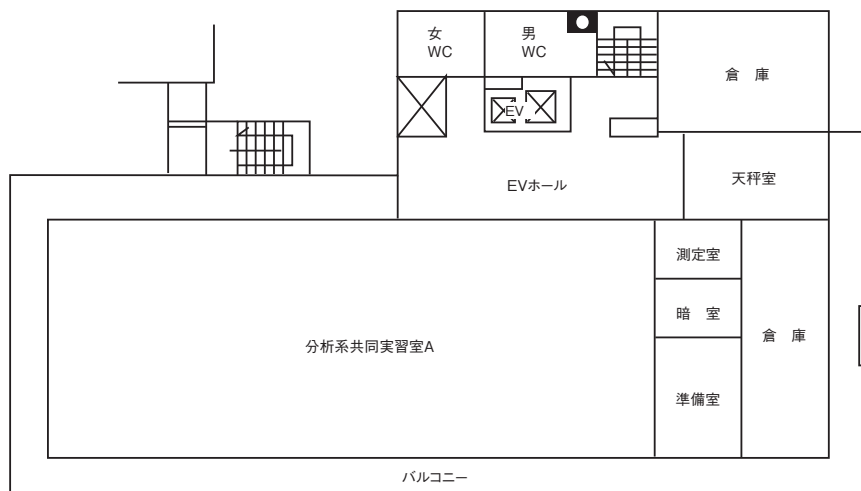 女
WC
男
WC
倉　庫
EV
EVホール
天秤室
測定室
暗　室
倉　庫
分析系共同実習室A
準備室
バルコニー